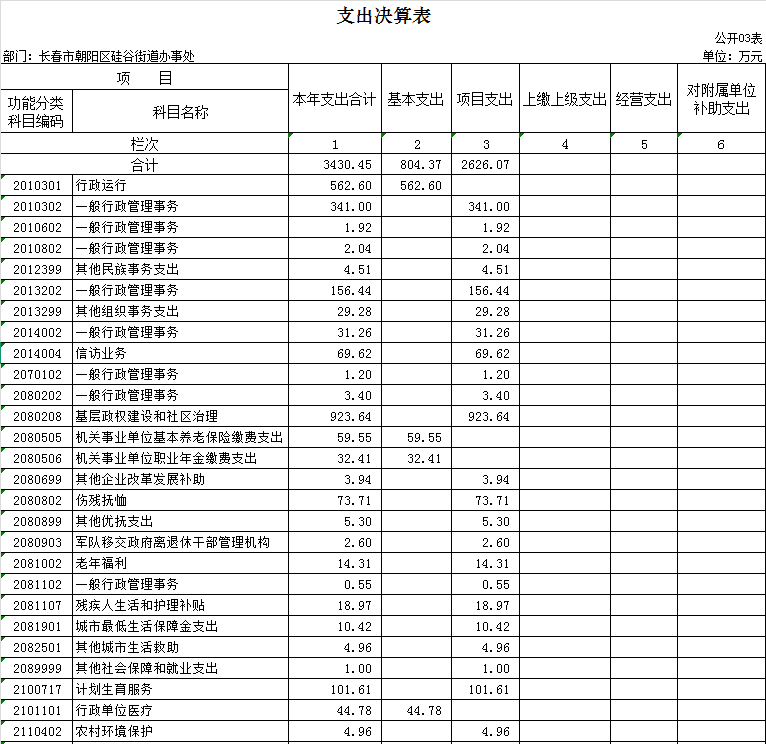 支出决算表
公开03表
部门：长春市朝阳区硅谷街道办事处 单位：万元
项 目 本年支出合计 基本支出 项目支出 上缴上级支出 经营支出 对附属单位
补助支出
功能分类
科目编码 科目名称
栏次 1 2 3 4 5 6
合计 3430.45 804.37 2626.07
2010301 行政运行 562.60 562.60
2010302 一般行政管理事务 341.00 341.00
2010602 一般行政管理事务 1.92 1.92
2010802 一般行政管理事务 2.04 2.04
2012399 其他民族事务支出 4.51 4.51
2013202 一般行政管理事务 156.44 156.44
2013299 其他组织事务支出 29.28 29.28
2014002 一般行政管理事务 31.26 31.26
2014004 信访业务 69.62 69.62
2070102 一般行政管理事务 1.20 1.20
2080202 一般行政管理事务 3.40 3.40
2080208 基层政权建设和社区治理 923.64 923.64
2080505 机关事业单位基本养老保险缴费支出 59.55 59.55
2080506 机关事业单位职业年金缴费支出 32.41 32.41
2080699 其他企业改革发展补助 3.94 3.94
2080802 伤残抚恤 73.71 73.71
2080899 其他优抚支出 5.30 5.30
2080903 军队移交政府离退休干部管理机构 2.60 2.60
2081002 老年福利 14.31 14.31
2081102 一般行政管理事务 0.55 0.55
2081107 残疾人生活和护理补贴 18.97 18.97
2081901 城市最低生活保障金支出 10.42 10.42
2082501 其他城市生活救助 4.96 4.96
2089999 其他社会保障和就业支出 1.00 1.00
2100717 计划生育服务 101.61 101.61
2101101 行政单位医疗 44.78 44.78
2110402 农村环境保护 4.96 4.96